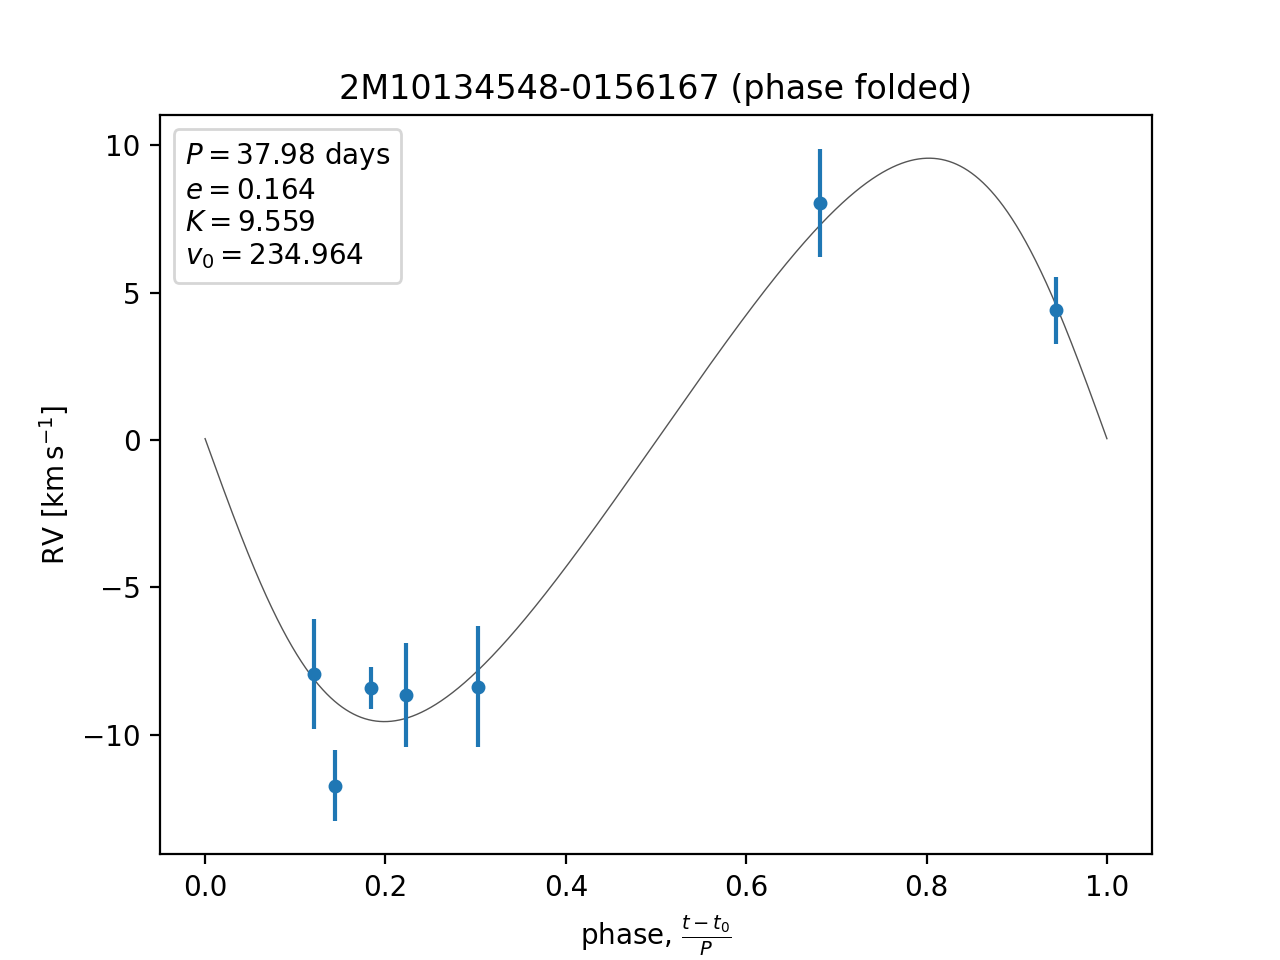 2M10134548-0156167 (phase folded)
P = 37.98 days
e = 0.164
K = 9.559
v₀ = 234.964
RV [km s⁻¹]
10
5
0
−5
−10
0.0 0.2 0.4 0.6 0.8 1.0
phase, (t − t₀)/P